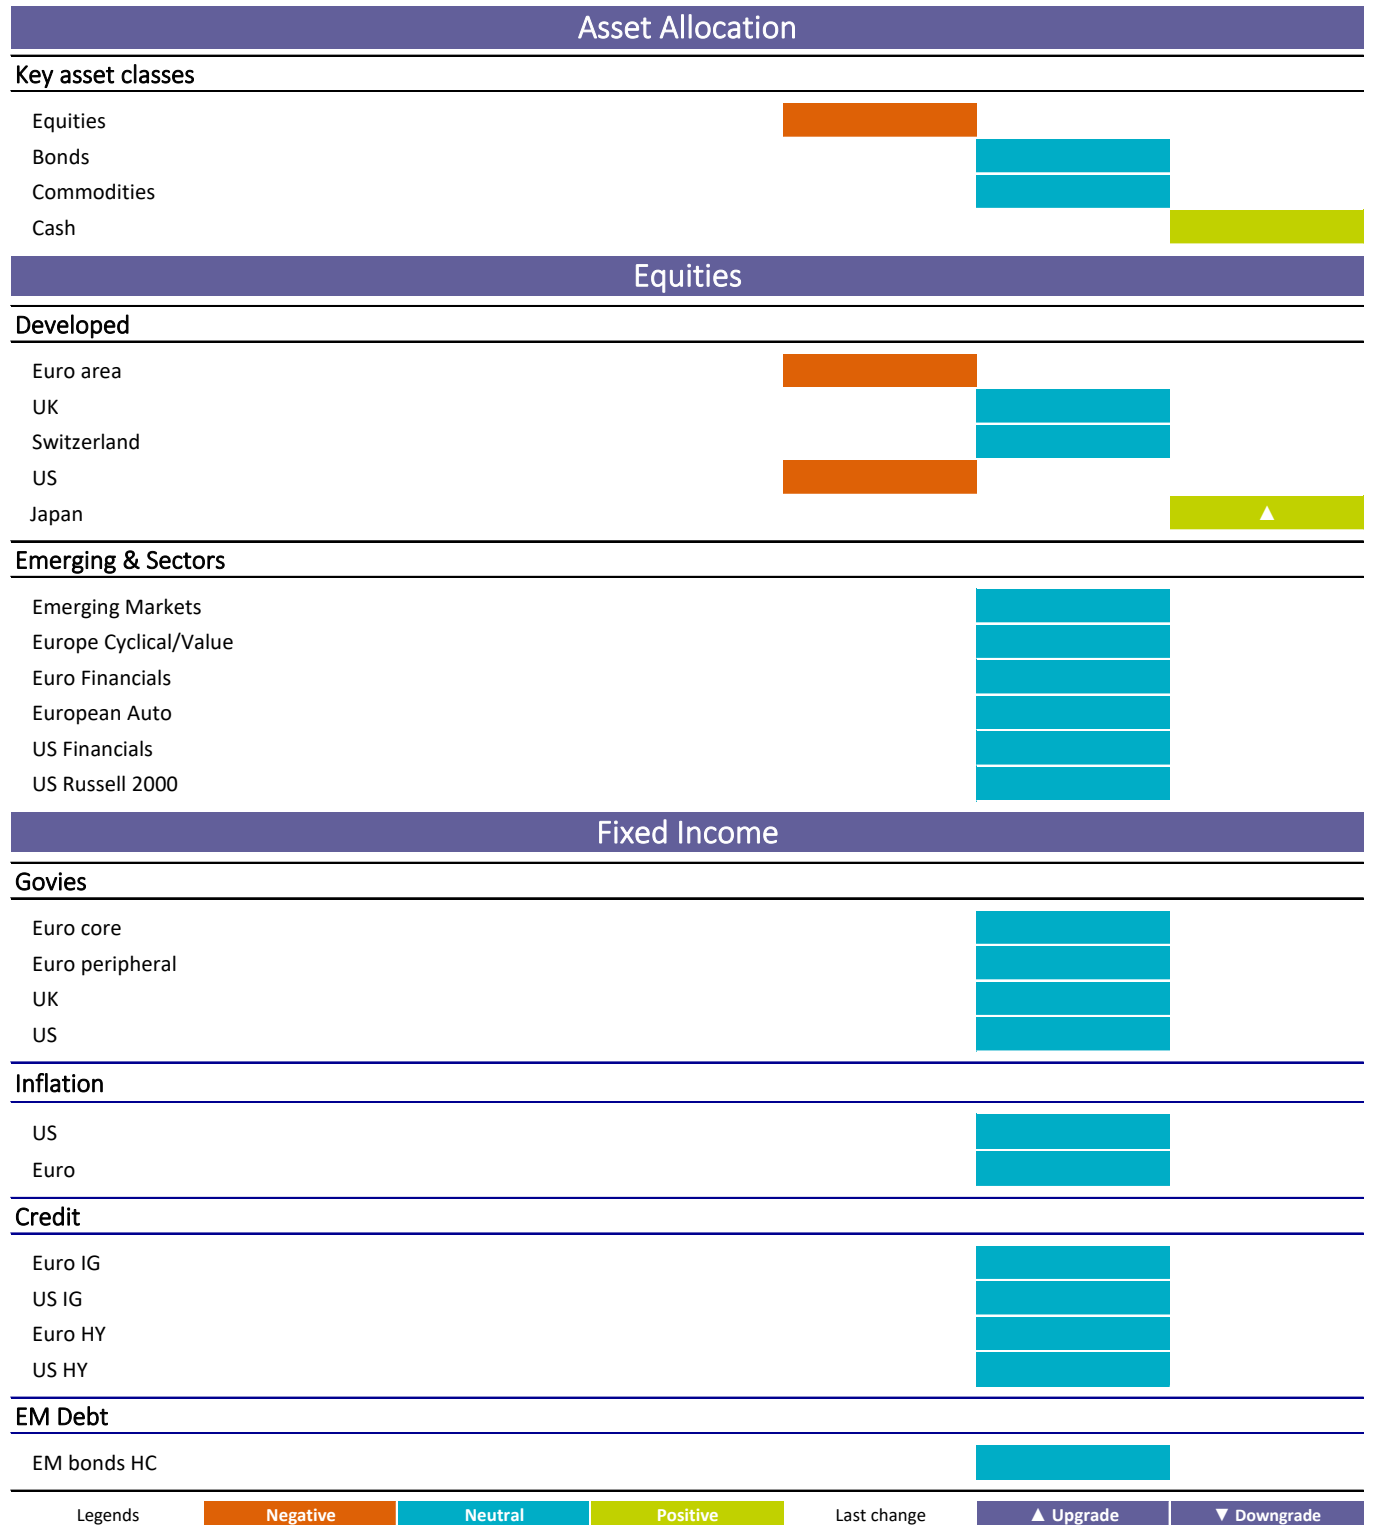 Asset Allocation
Key asset classes
Equities
Bonds
Commodities
Cash
Equities
Developed
Euro area
UK
Switzerland
US
Japan ▲
Emerging & Sectors
Emerging Markets
Europe Cyclical/Value
Euro Financials
European Auto
US Financials
US Russell 2000
Fixed Income
Govies
Euro core
Euro peripheral
UK
US
Inflation
US
Euro
Credit
Euro IG
US IG
Euro HY
US HY
EM Debt
EM bonds HC
Legends Negative Neutral Positive Last change ▲ Upgrade ▼ Downgrade